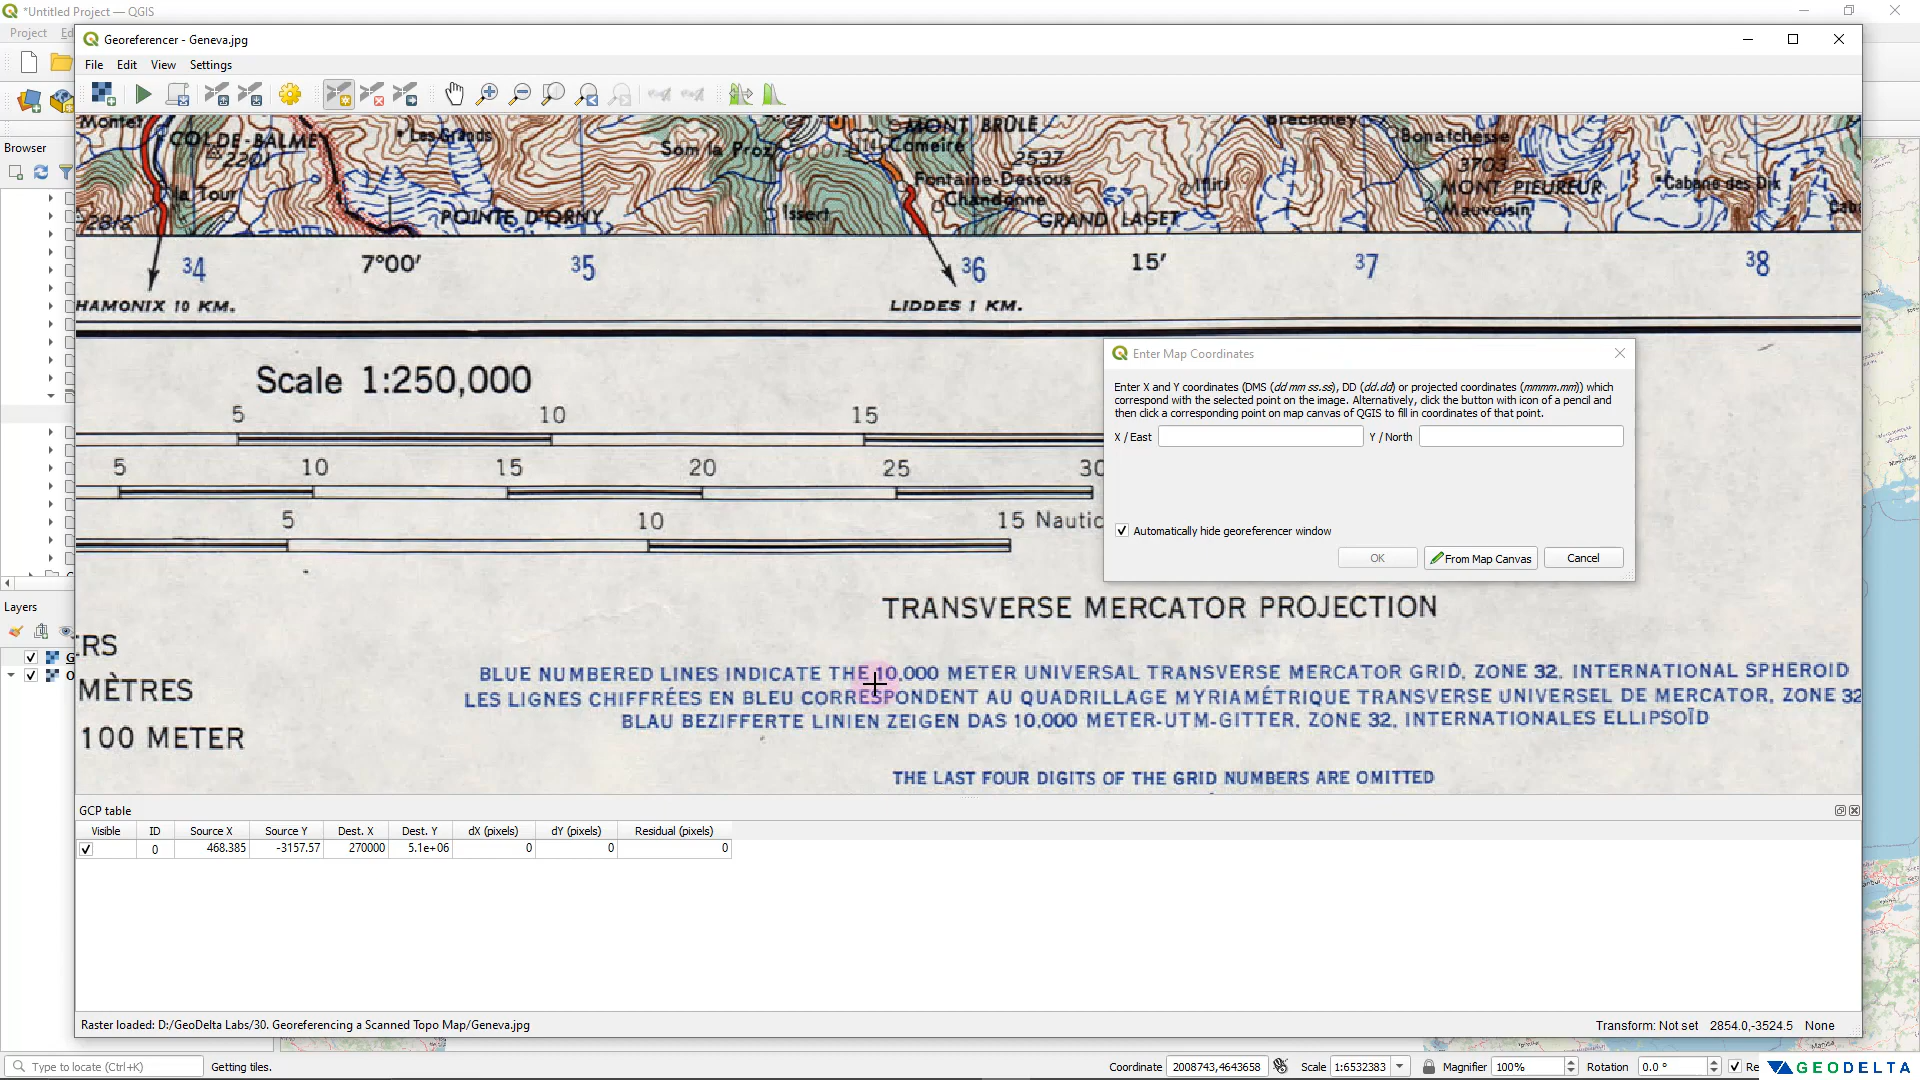 *Untitled Project — QGIS
Project
Georeferencer - Geneva.jpg
File Edit View Settings
Browser
Montet
COL DE-BALME
2201
Les Grands
la Tour
POINTE D'ORNY
Som la Proz
MONT BRÛLÉ
Comeire
2537
Fontaine-Dessous
Chandonne
Issert
GRAND LAGET
Bonatchesse
3703
MONT PLEUREUR
Mauvoisin
Cabane des Dix
34 7°00′ 35 36 15′ 37 38
HAMONIX 10 KM.
LIDDES 1 KM.
Scale 1:250,000
5 10 15
5 10 15 20 25 30
5 10 15 Nautic
Enter Map Coordinates
Enter X and Y coordinates (DMS (dd mm ss.ss), DD (dd.dd) or projected coordinates (mmmm.mm)) which
correspond with the selected point on the image. Alternatively, click the button with icon of a pencil and
then click a corresponding point on map canvas of QGIS to fill in coordinates of that point.
X / East Y / North
Automatically hide georeferencer window
OK From Map Canvas Cancel
TRANSVERSE MERCATOR PROJECTION
Layers
ERS
MÈTRES
100 METER
BLUE NUMBERED LINES INDICATE THE 10,000 METER UNIVERSAL TRANSVERSE MERCATOR GRID, ZONE 32, INTERNATIONAL SPHEROID
LES LIGNES CHIFFRÉES EN BLEU CORRESPONDENT AU QUADRILLAGE MYRIAMÉTRIQUE TRANSVERSE UNIVERSEL DE MERCATOR, ZONE 32
BLAU BEZIFFERTE LINIEN ZEIGEN DAS 10,000 METER-UTM-GITTER, ZONE 32, INTERNATIONALES ELLIPSOÏD
THE LAST FOUR DIGITS OF THE GRID NUMBERS ARE OMITTED
GCP table
Visible ID Source X Source Y Dest. X Dest. Y dX (pixels) dY (pixels) Residual (pixels)
0 468.385 -3157.57 270000 5.1e+06 0 0 0
Raster loaded: D:/GeoDelta Labs/30. Georeferencing a Scanned Topo Map/Geneva.jpg
Transform: Not set 2854.0,-3524.5 None
Type to locate (Ctrl+K) Getting tiles. Coordinate 2008743,4643658 Scale 1:6532383 Magnifier 100% Rotation 0.0 ° Re
GEODELTA